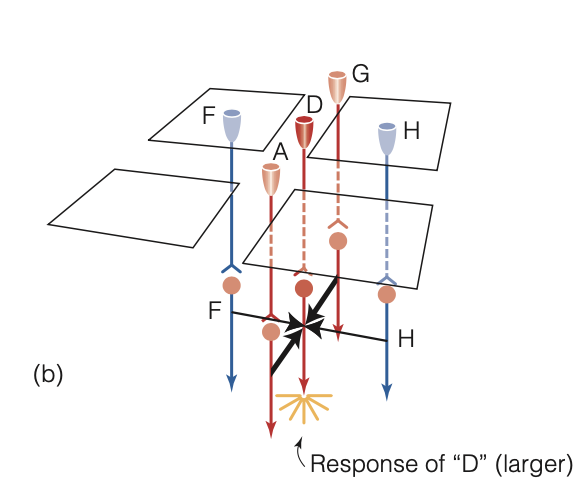 G
F
D
H
A
F
H
(b)
Response of “D” (larger)